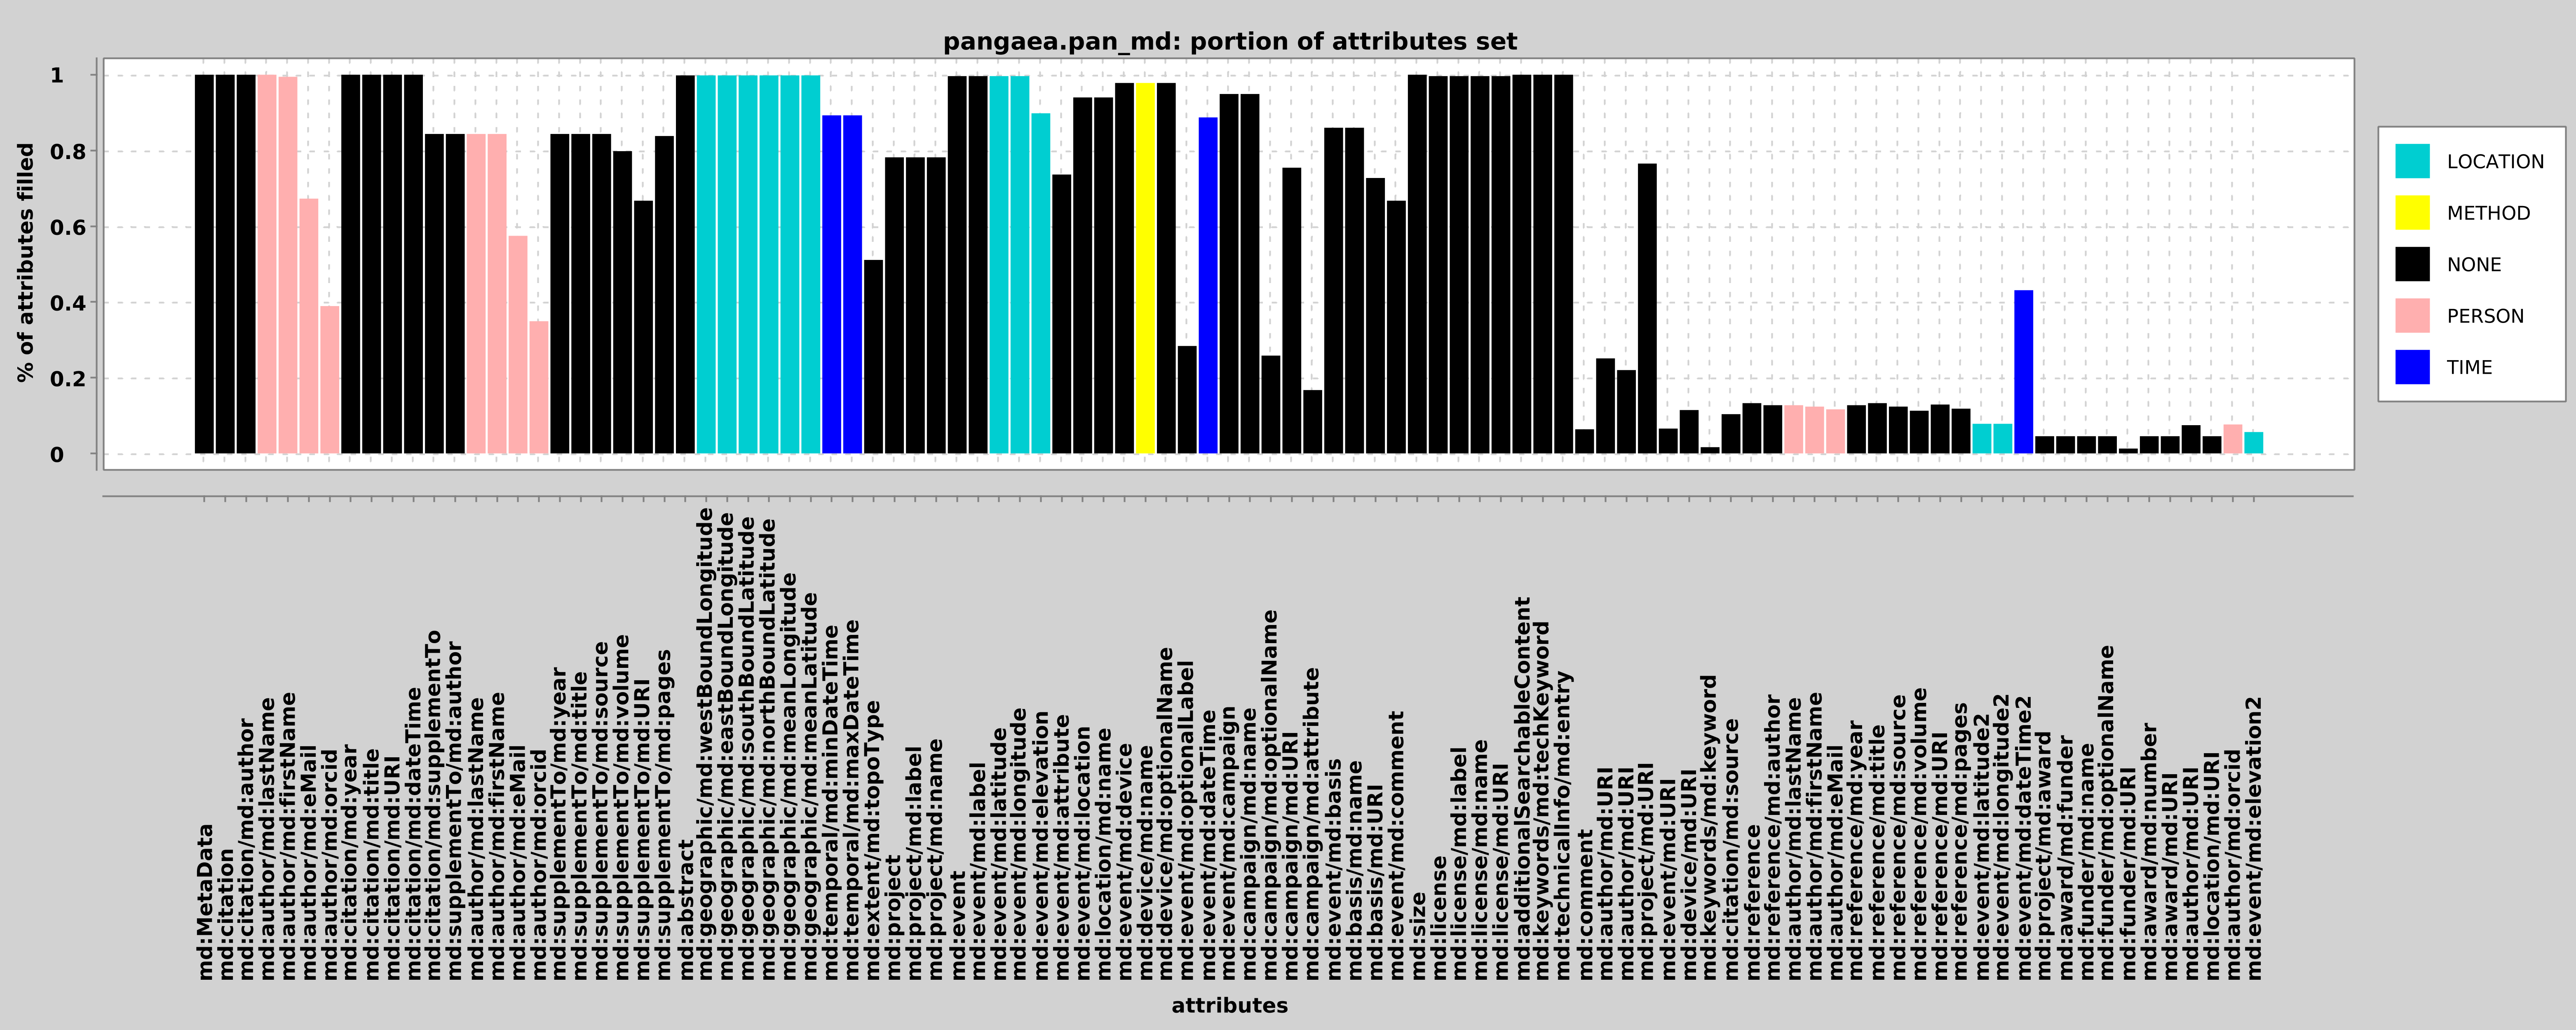 pangaea.pan_md: portion of attributes set
% of attributes filled
1
0.8
0.6
0.4
0.2
0
LOCATION
METHOD
NONE
PERSON
TIME
md:MetaData
md:citation
md:citation/md:author
md:author/md:lastName
md:author/md:firstName
md:author/md:eMail
md:author/md:orcid
md:citation/md:year
md:citation/md:title
md:citation/md:URI
md:citation/md:dateTime
md:citation/md:supplementTo
md:supplementTo/md:author
md:author/md:lastName
md:author/md:firstName
md:author/md:eMail
md:author/md:orcid
md:supplementTo/md:year
md:supplementTo/md:title
md:supplementTo/md:source
md:supplementTo/md:volume
md:supplementTo/md:URI
md:supplementTo/md:pages
md:abstract
md:geographic/md:westBoundLongitude
md:geographic/md:eastBoundLongitude
md:geographic/md:southBoundLatitude
md:geographic/md:northBoundLatitude
md:geographic/md:meanLongitude
md:geographic/md:meanLatitude
md:temporal/md:minDateTime
md:temporal/md:maxDateTime
md:extent/md:topoType
md:project
md:project/md:label
md:project/md:name
md:event
md:event/md:label
md:event/md:latitude
md:event/md:longitude
md:event/md:elevation
md:event/md:attribute
md:event/md:location
md:location/md:name
md:event/md:device
md:device/md:name
md:device/md:optionalName
md:event/md:optionalLabel
md:event/md:dateTime
md:event/md:campaign
md:campaign/md:name
md:campaign/md:optionalName
md:campaign/md:URI
md:campaign/md:attribute
md:event/md:basis
md:basis/md:name
md:basis/md:URI
md:event/md:comment
md:size
md:license
md:license/md:label
md:license/md:name
md:license/md:URI
md:additionalSearchableContent
md:keywords/md:techKeyword
md:technicalInfo/md:entry
md:comment
md:author/md:URI
md:author/md:URI
md:project/md:URI
md:event/md:URI
md:device/md:URI
md:keywords/md:keyword
md:citation/md:source
md:reference
md:reference/md:author
md:author/md:lastName
md:author/md:firstName
md:author/md:eMail
md:reference/md:year
md:reference/md:title
md:reference/md:source
md:reference/md:volume
md:reference/md:URI
md:reference/md:pages
md:event/md:latitude2
md:event/md:longitude2
md:event/md:dateTime2
md:project/md:award
md:award/md:funder
md:funder/md:name
md:funder/md:optionalName
md:funder/md:URI
md:award/md:number
md:award/md:URI
md:author/md:URI
md:location/md:URI
md:author/md:orcid
md:event/md:elevation2
attributes